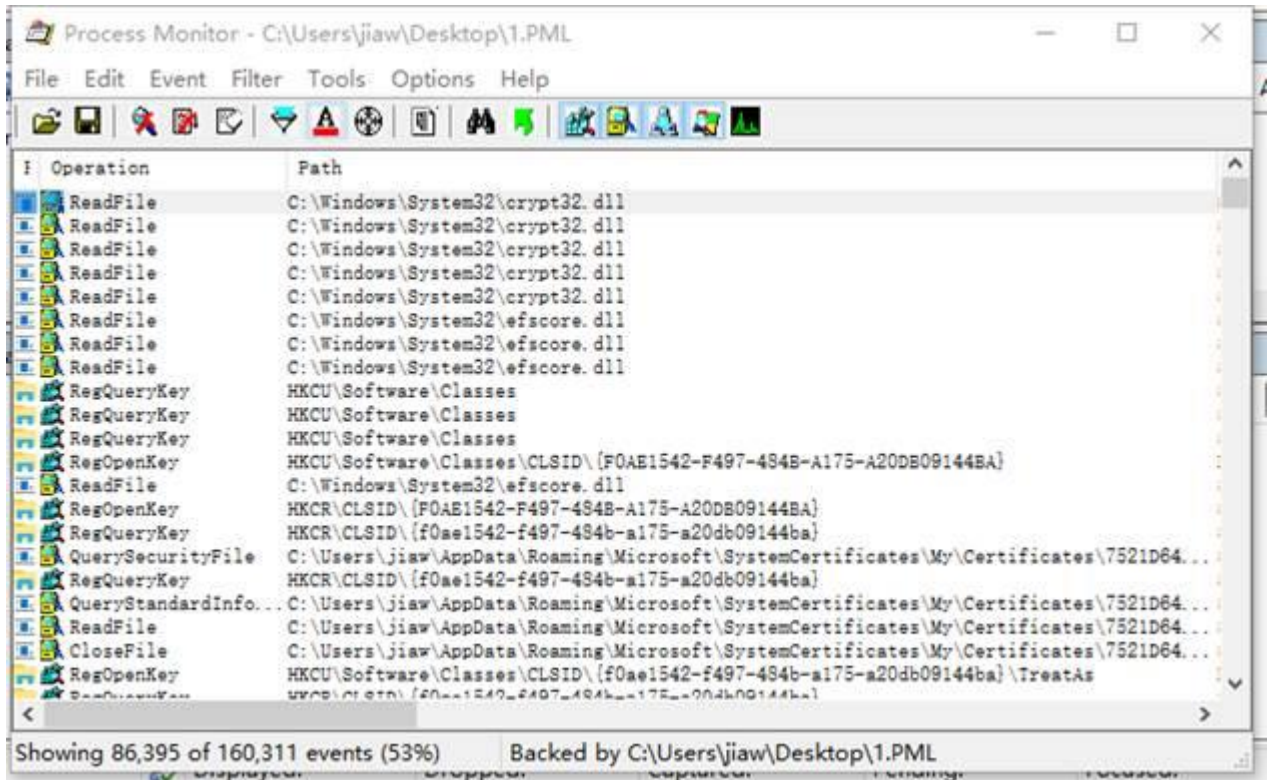 Process Monitor - C:\Users\jiaw\Desktop\1.PML
File Edit Event Filter Tools Options Help
Operation Path
ReadFile C:\Windows\System32\crypt32.dll
ReadFile C:\Windows\System32\crypt32.dll
ReadFile C:\Windows\System32\crypt32.dll
ReadFile C:\Windows\System32\crypt32.dll
ReadFile C:\Windows\System32\crypt32.dll
ReadFile C:\Windows\System32\efscore.dll
ReadFile C:\Windows\System32\efscore.dll
ReadFile C:\Windows\System32\efscore.dll
RegQueryKey HKCU\Software\Classes
RegQueryKey HKCU\Software\Classes
RegQueryKey HKCU\Software\Classes
RegOpenKey HKCU\Software\Classes\CLSID\{F0AE1542-F497-484B-A175-A20DB09144BA}
ReadFile C:\Windows\System32\efscore.dll
RegOpenKey HKCR\CLSID\{F0AE1542-F497-484B-A175-A20DB09144BA}
RegQueryKey HKCR\CLSID\{f0ae1542-f497-484b-a175-a20db09144ba}
QuerySecurityFile C:\Users\jiaw\AppData\Roaming\Microsoft\SystemCertificates\My\Certificates\7521D64...
RegQueryKey HKCR\CLSID\{f0ae1542-f497-484b-a175-a20db09144ba}
QueryStandardInfo... C:\Users\jiaw\AppData\Roaming\Microsoft\SystemCertificates\My\Certificates\7521D64...
ReadFile C:\Users\jiaw\AppData\Roaming\Microsoft\SystemCertificates\My\Certificates\7521D64...
CloseFile C:\Users\jiaw\AppData\Roaming\Microsoft\SystemCertificates\My\Certificates\7521D64...
RegOpenKey HKCU\Software\Classes\CLSID\{f0ae1542-f497-484b-a175-a20db09144ba}\TreatAs
RegQueryKey HKCR\CLSID\{f0ae1542-f497-484b-a175-a20db09144ba}
Showing 86,395 of 160,311 events (53%) Backed by C:\Users\jiaw\Desktop\1.PML